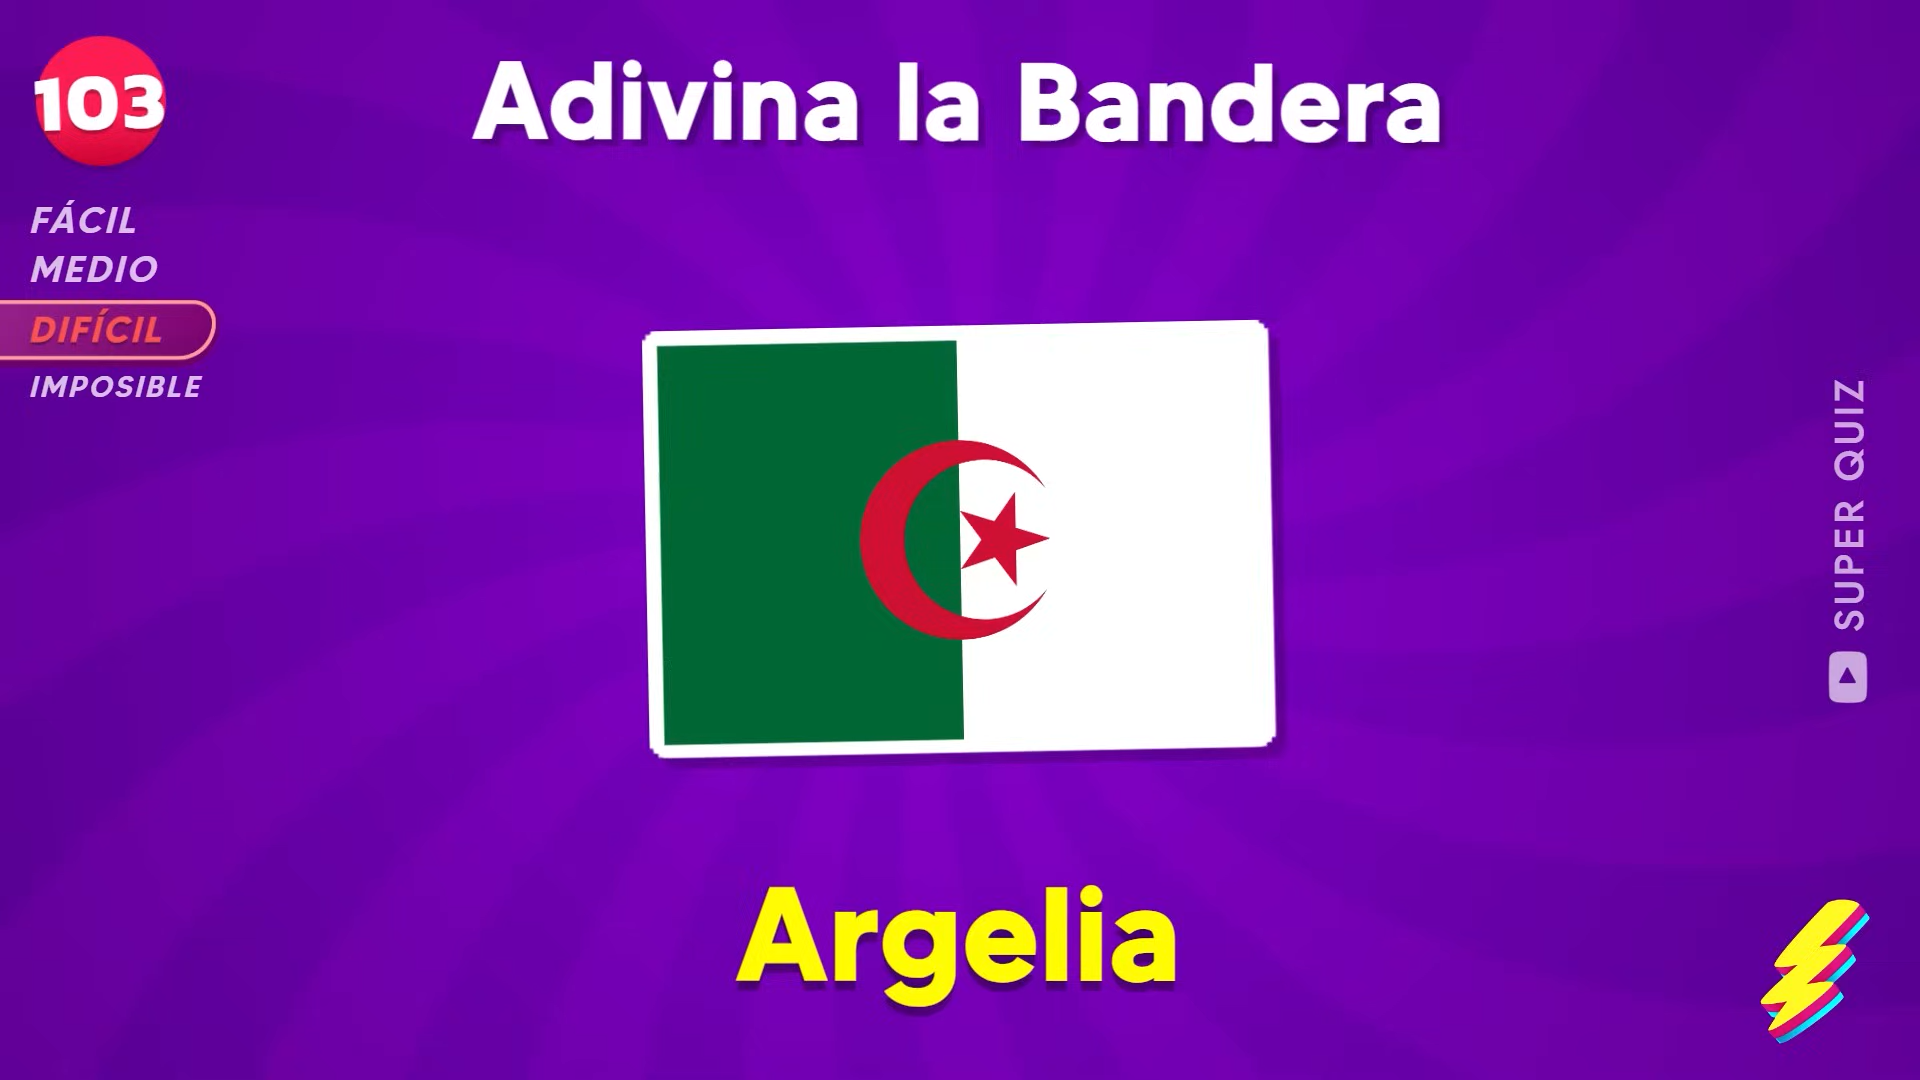 103
Adivina la Bandera
FÁCIL
MEDIO
DIFÍCIL
IMPOSIBLE
SUPER QUIZ
Argelia